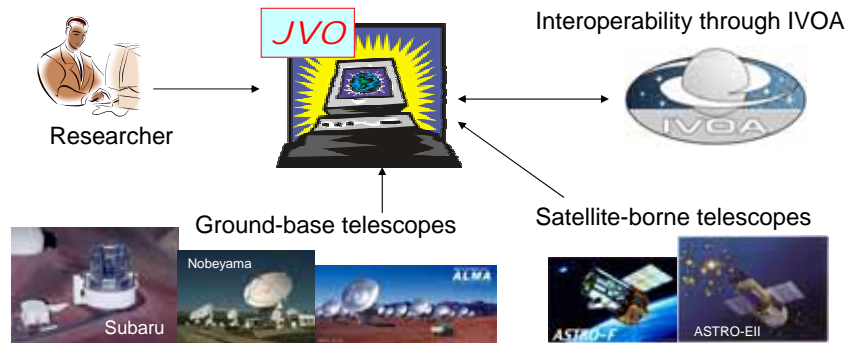 JVO
Interoperability through IVOA
IVOA
Researcher
Ground-base telescopes
Satellite-borne telescopes
Subaru
Nobeyama
ALMA
ASTRO-F
ASTRO-EII